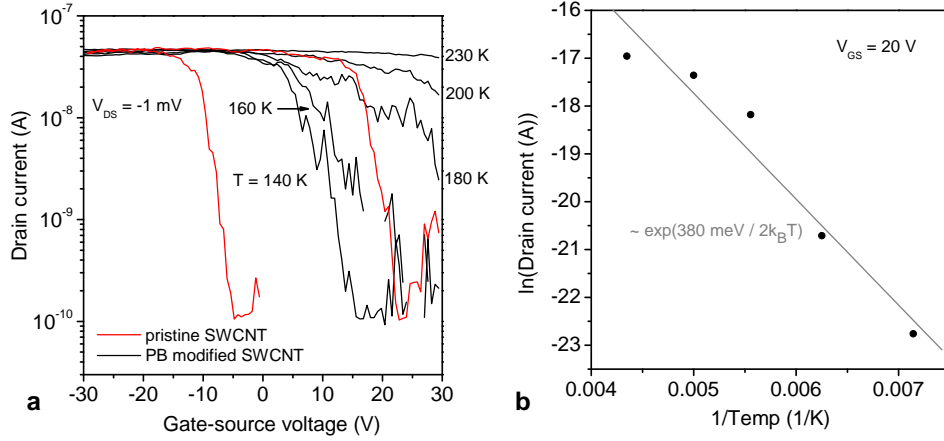 10⁻⁷
10⁻⁸
10⁻⁹
10⁻¹⁰
Drain current (A)
V_DS = -1 mV
160 K
T = 140 K
230 K
200 K
180 K
pristine SWCNT
PB modified SWCNT
-30 -20 -10 0 10 20 30
Gate-source voltage (V)
a
-16
-17
-18
-19
-20
-21
-22
-23
ln(Drain current (A))
V_GS = 20 V
~ exp(380 meV / 2k_BT)
0.004 0.005 0.006 0.007
1/Temp (1/K)
b